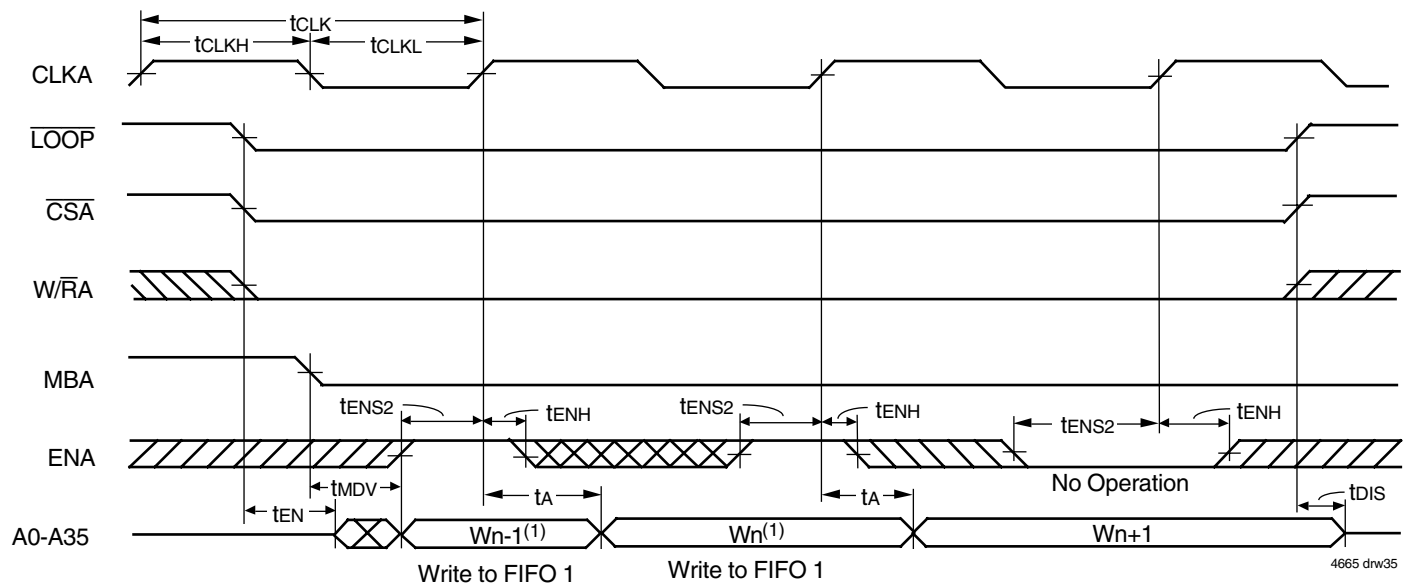 tCLK
tCLKH
tCLKL
CLKA
LOOP
CSA
W/RA
MBA
tENS2
tENH
tENS2
tENH
tENS2
tENH
ENA
No Operation
tMDV
tA
tA
tDIS
tEN
A0-A35
Wn-1(1)
Wn(1)
Wn+1
Write to FIFO 1
Write to FIFO 1
4665 drw35